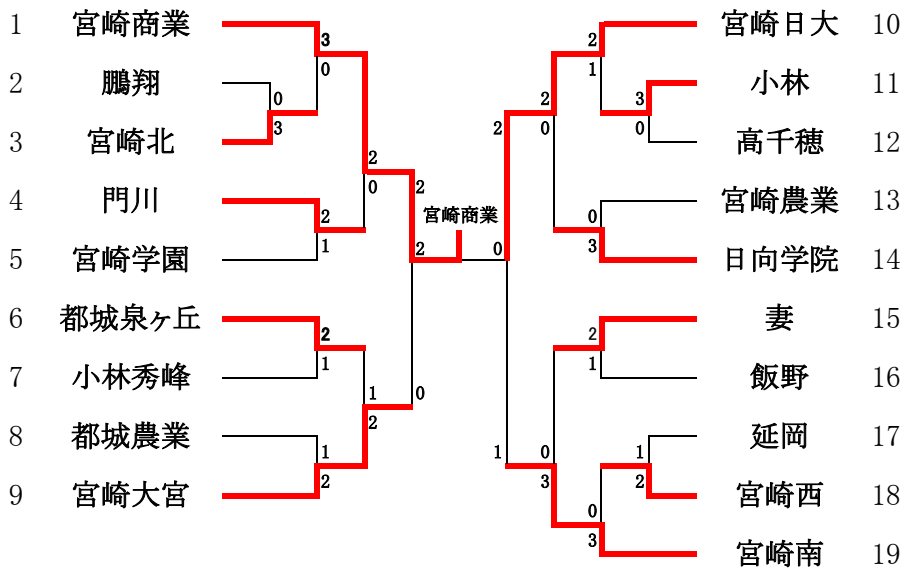 1 宮崎商業
2 鵬翔
3 宮崎北
4 門川
5 宮崎学園
6 都城泉ヶ丘
7 小林秀峰
8 都城農業
9 宮崎大宮
3
0
0
3
2
0
2
1
2
1
1
2
1
2
2
0
2
宮崎商業
0
2
1
2
0
2
1
3
0
0
3
2
1
0
3
1
2
0
3
宮崎日大 10
小林 11
高千穂 12
宮崎農業 13
日向学院 14
妻 15
飯野 16
延岡 17
宮崎西 18
宮崎南 19